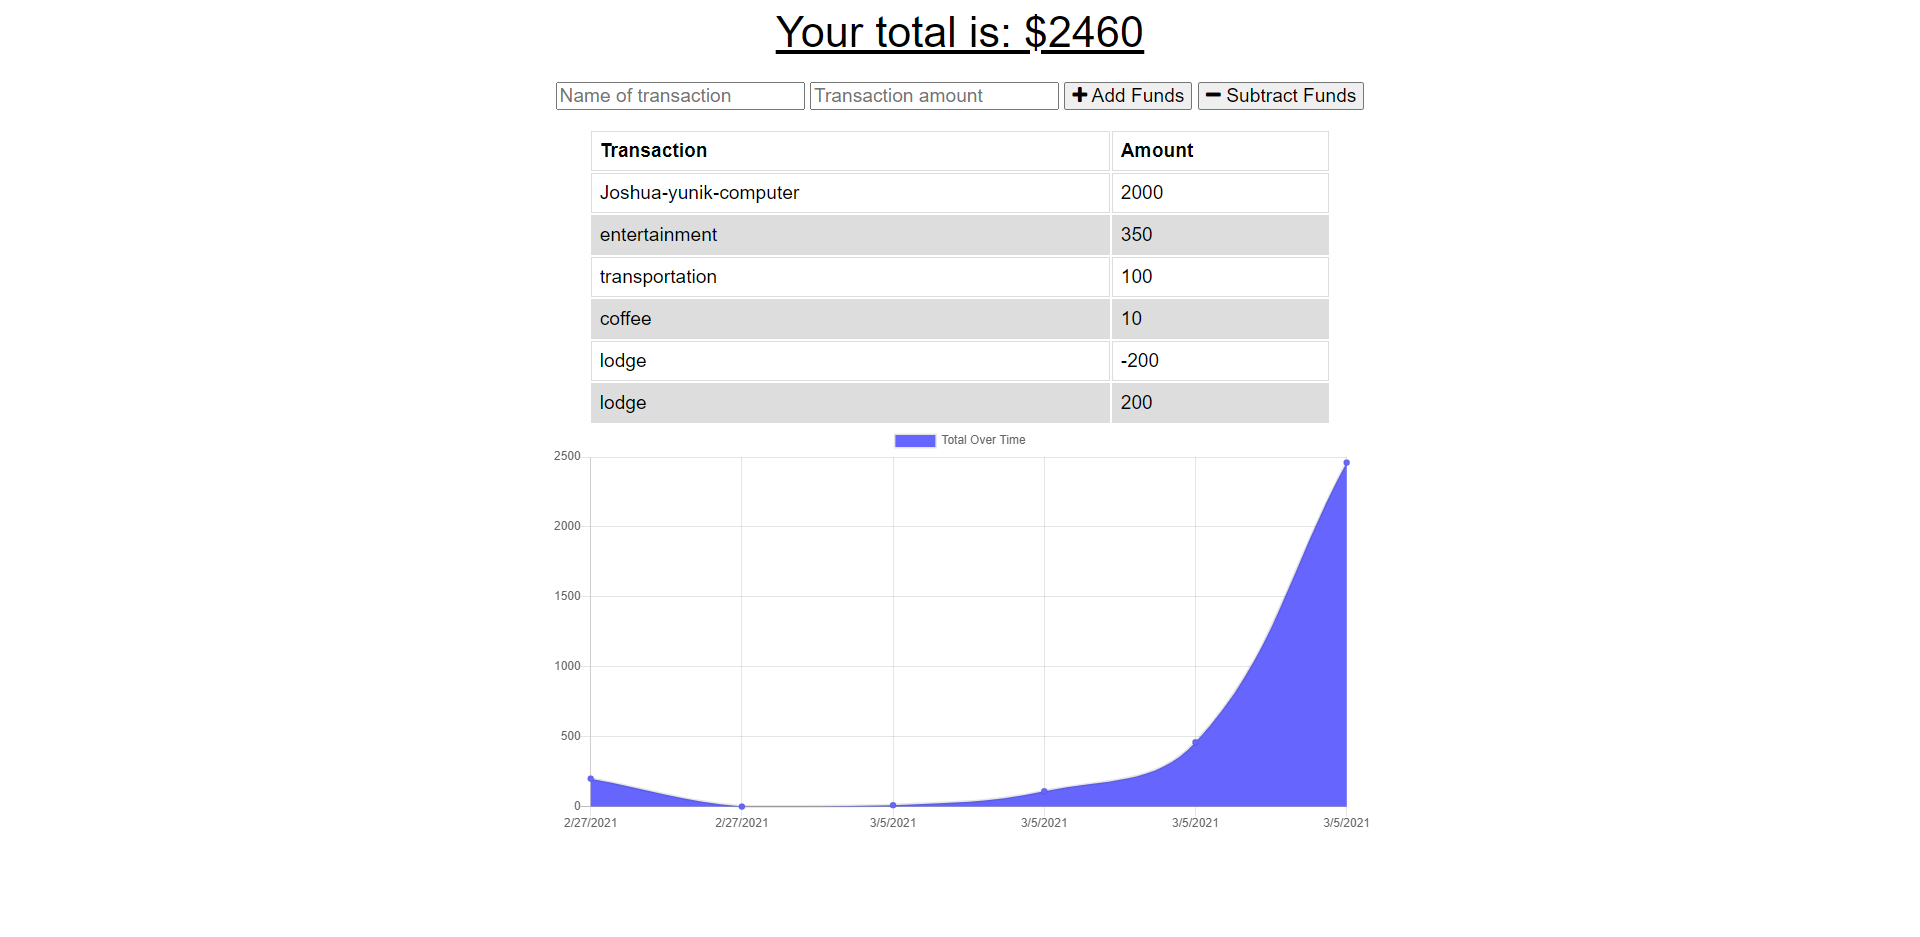 Your total is: $2460
Name of transaction Transaction amount Add Funds Subtract Funds
Transaction Amount
Joshua-yunik-computer 2000
entertainment 350
transportation 100
coffee 10
lodge -200
lodge 200
Total Over Time
2500
2000
1500
1000
500
0
2/27/2021 2/27/2021 3/5/2021 3/5/2021 3/5/2021 3/5/2021